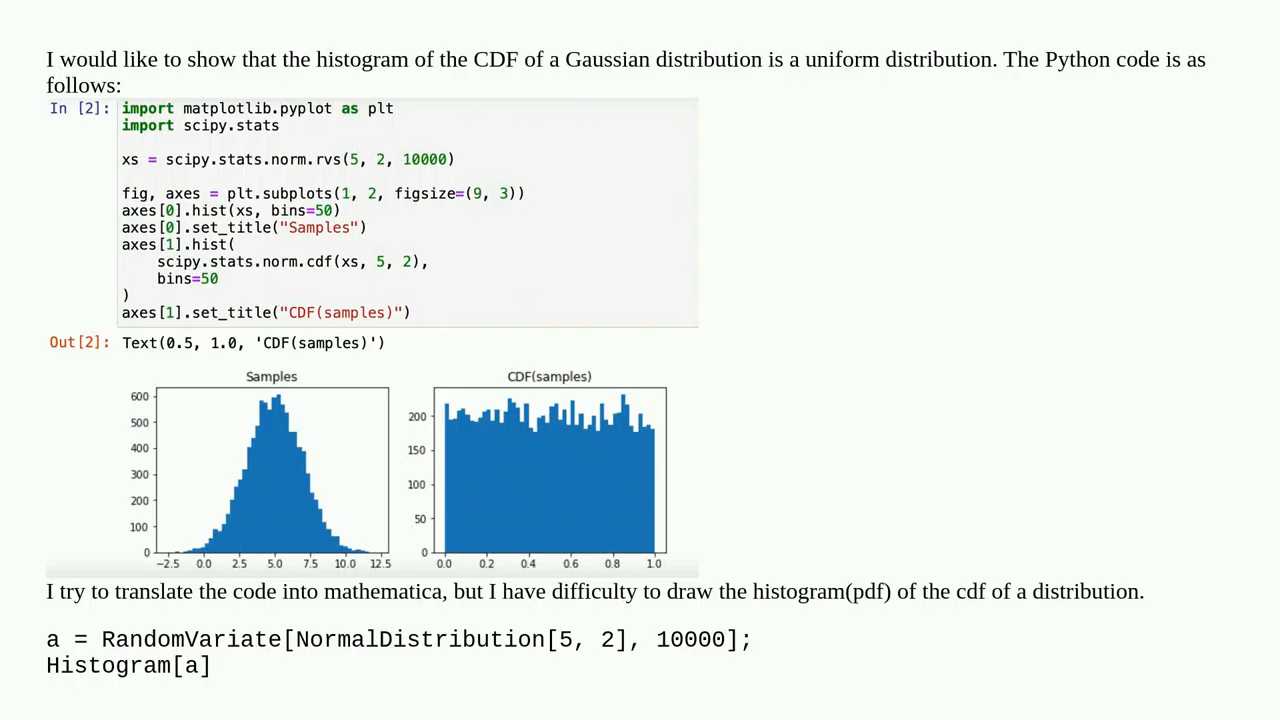 I would like to show that the histogram of the CDF of a Gaussian distribution is a uniform distribution. The Python code is as
follows:
In [2]: import matplotlib.pyplot as plt
import scipy.stats
xs = scipy.stats.norm.rvs(5, 2, 10000)
fig, axes = plt.subplots(1, 2, figsize=(9, 3))
axes[0].hist(xs, bins=50)
axes[0].set_title("Samples")
axes[1].hist(
    scipy.stats.norm.cdf(xs, 5, 2),
    bins=50
)
axes[1].set_title("CDF(samples)")
Out[2]: Text(0.5, 1.0, 'CDF(samples)')
Samples
600
500
400
300
200
100
0
−2.5 0.0 2.5 5.0 7.5 10.0 12.5
CDF(samples)
200
150
100
50
0
0.0 0.2 0.4 0.6 0.8 1.0
I try to translate the code into mathematica, but I have difficulty to draw the histogram(pdf) of the cdf of a distribution.
a = RandomVariate[NormalDistribution[5, 2], 10000];
Histogram[a]